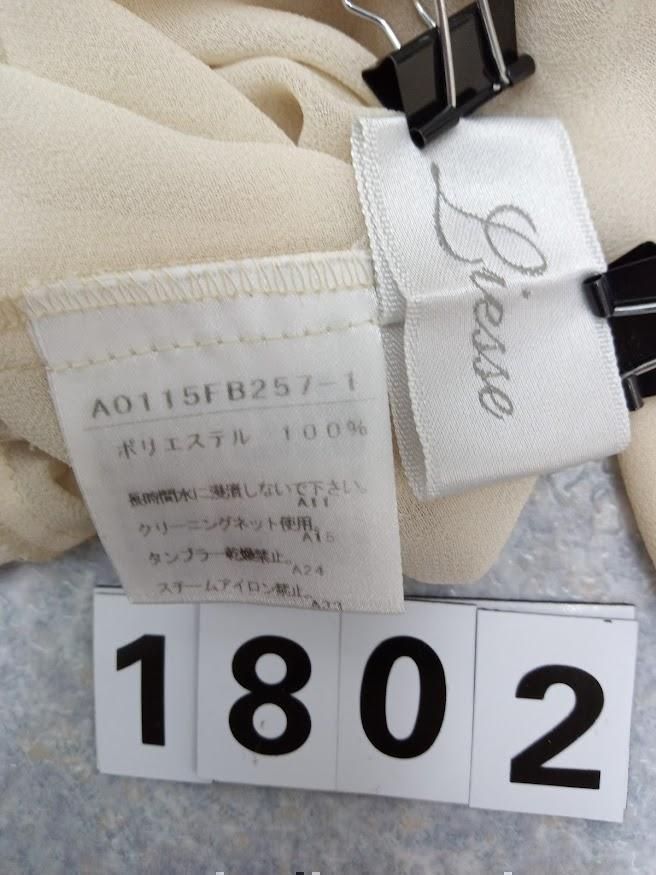 Liesse
A0115FB257-1
ポリエステル 100%
長時間水に浸漬しないで下さい。
A11
クリーニングネット使用。
A15
タンブラー乾燥禁止。
A24
スチームアイロン禁止。
A33
1802